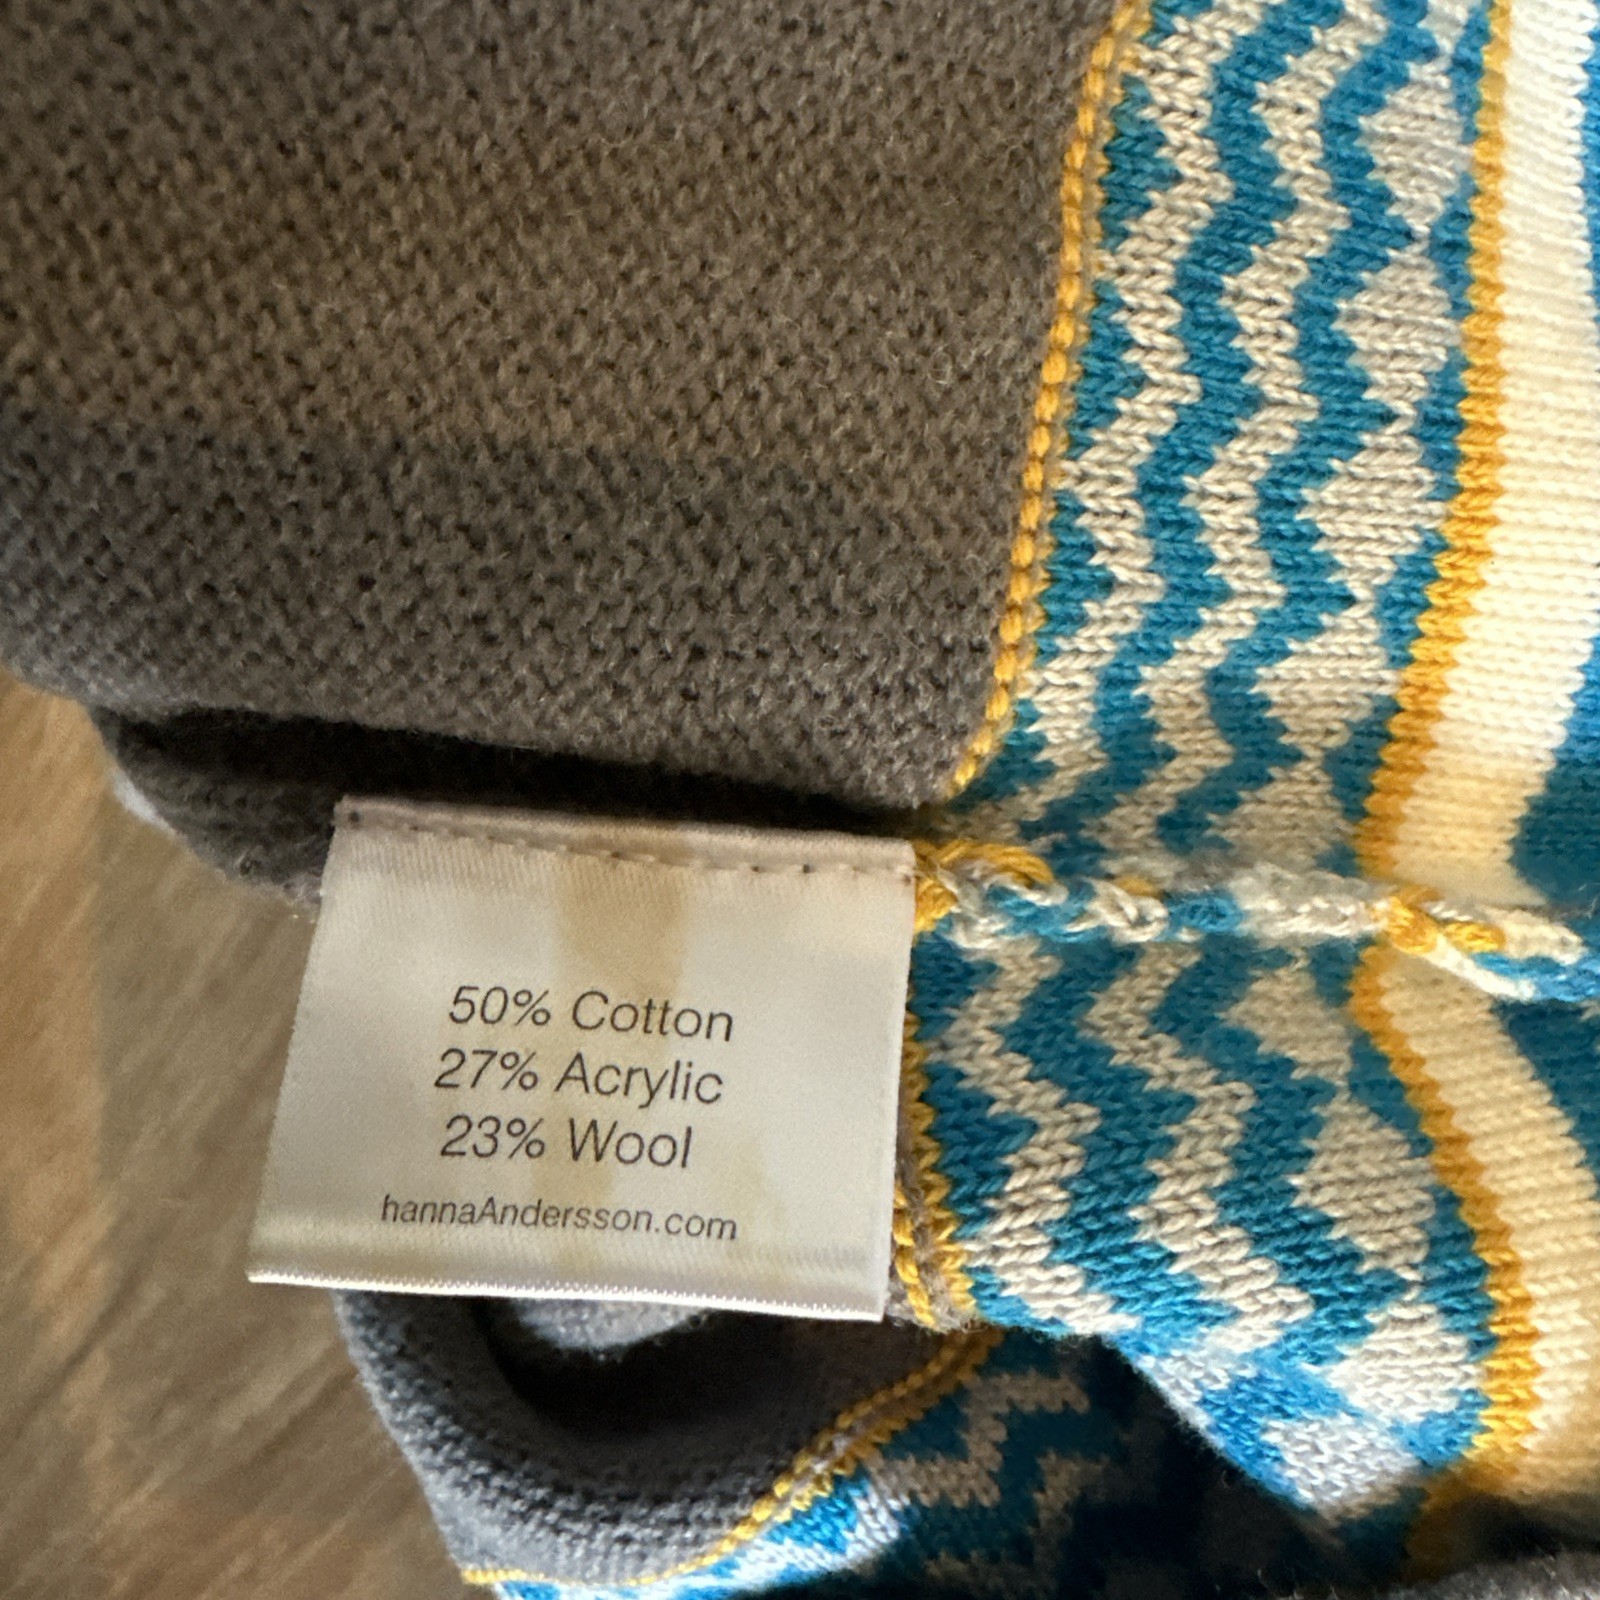 50% Cotton
27% Acrylic
23% Wool
hannaAndersson.com